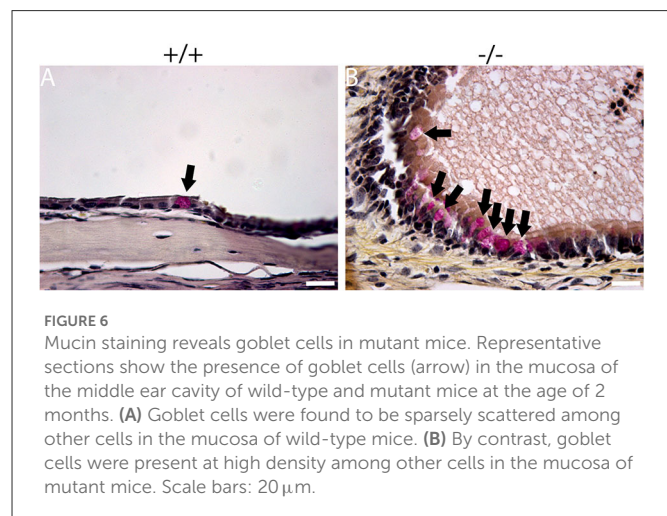 +/+ -/-
A B
FIGURE 6
Mucin staining reveals goblet cells in mutant mice. Representative
sections show the presence of goblet cells (arrow) in the mucosa of
the middle ear cavity of wild-type and mutant mice at the age of 2
months. (A) Goblet cells were found to be sparsely scattered among
other cells in the mucosa of wild-type mice. (B) By contrast, goblet
cells were present at high density among other cells in the mucosa of
mutant mice. Scale bars: 20 μm.